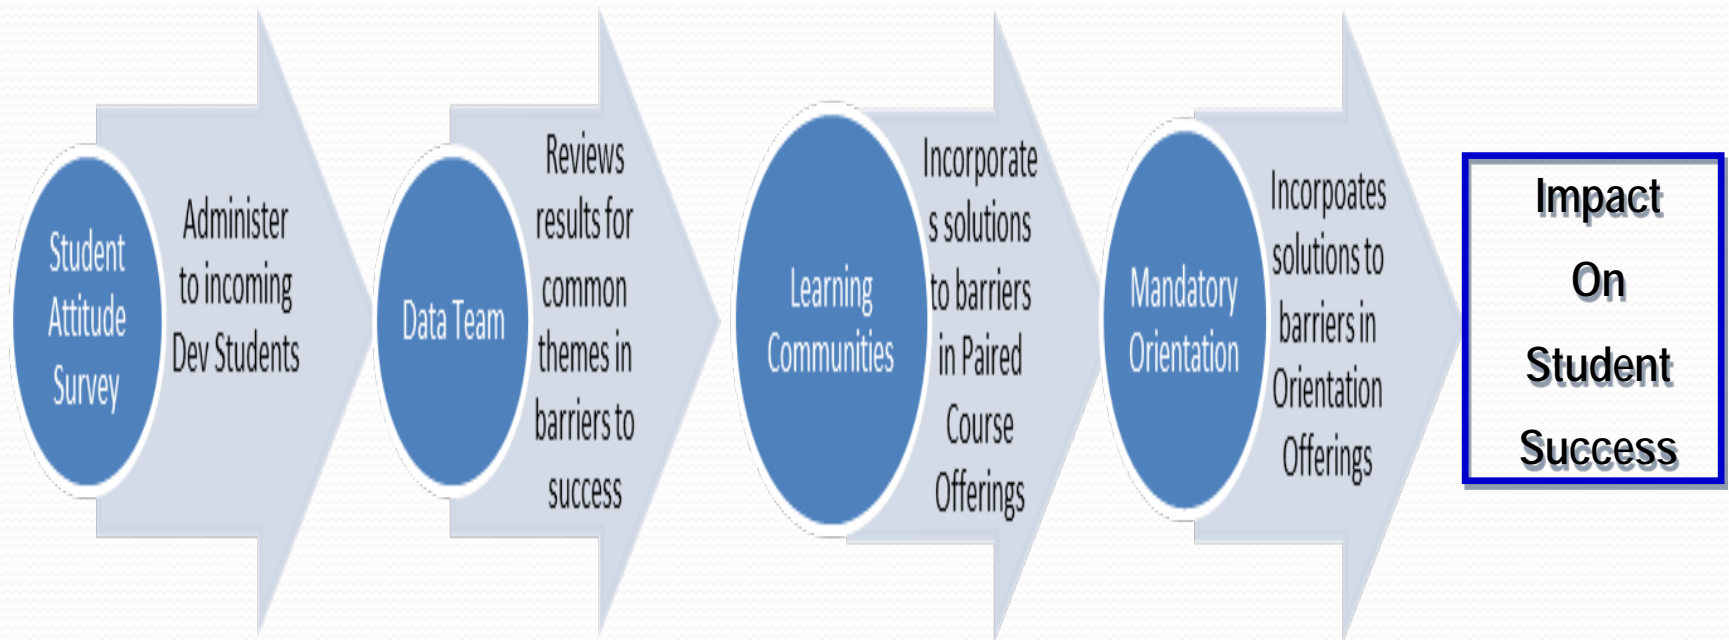 Student
Attitude
Survey
Administer
to incoming
Dev Students
Data Team
Reviews
results for
common
themes in
barriers to
success
Learning
Communities
Incorporate
s solutions
to barriers
in Paired
Course
Offerings
Mandatory
Orientation
Incorpoates
solutions to
barriers in
Orientation
Offerings
Impact
On
Student
Success